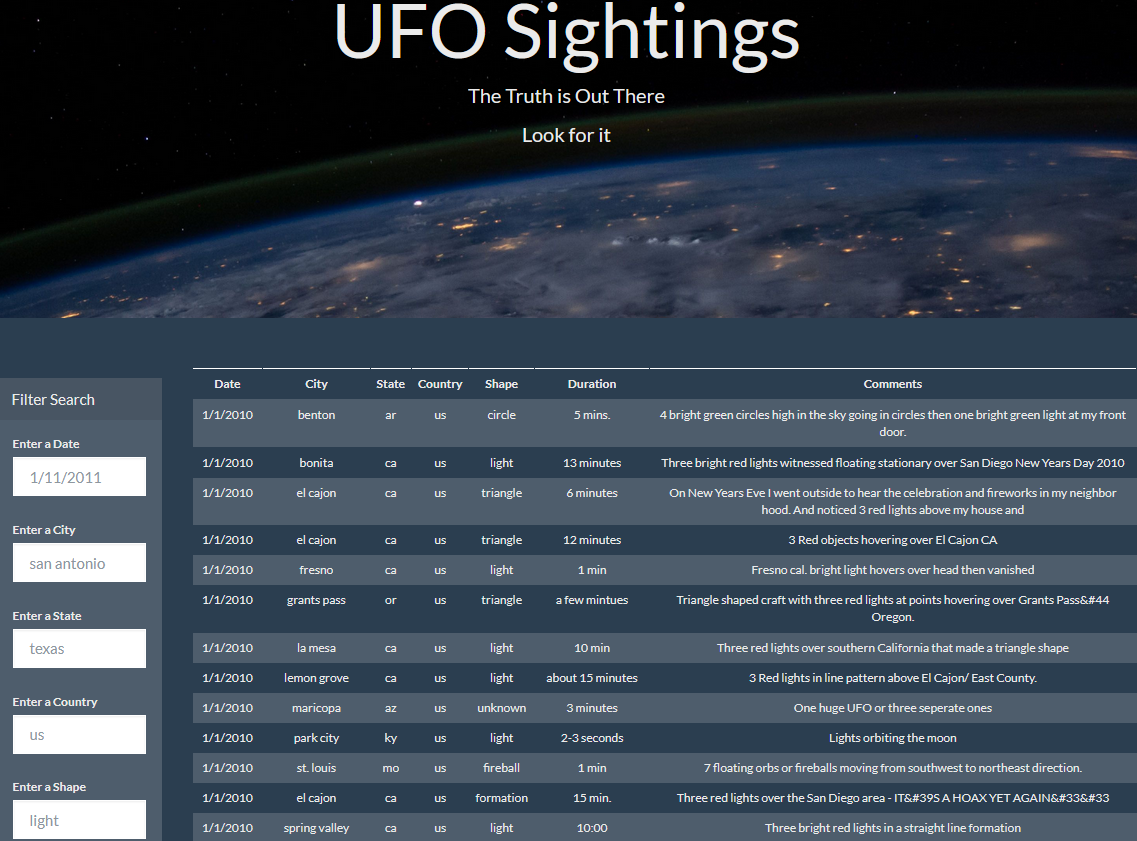 UFO Sightings
The Truth is Out There
Look for it
Filter Search
Enter a Date
1/11/2011
Enter a City
san antonio
Enter a State
texas
Enter a Country
us
Enter a Shape
light
Date City State Country Shape Duration Comments
1/1/2010 benton ar us circle 5 mins. 4 bright green circles high in the sky going in circles then one bright green light at my front
door.
1/1/2010 bonita ca us light 13 minutes Three bright red lights witnessed floating stationary over San Diego New Years Day 2010
1/1/2010 el cajon ca us triangle 6 minutes On New Years Eve I went outside to hear the celebration and fireworks in my neighbor
hood. And noticed 3 red lights above my house and
1/1/2010 el cajon ca us triangle 12 minutes 3 Red objects hovering over El Cajon CA
1/1/2010 fresno ca us light 1 min Fresno cal. bright light hovers over head then vanished
1/1/2010 grants pass or us triangle a few mintues Triangle shaped craft with three red lights at points hovering over Grants Pass&#44
Oregon.
1/1/2010 la mesa ca us light 10 min Three red lights over southern California that made a triangle shape
1/1/2010 lemon grove ca us light about 15 minutes 3 Red lights in line pattern above El Cajon/ East County.
1/1/2010 maricopa az us unknown 3 minutes One huge UFO or three seperate ones
1/1/2010 park city ky us light 2-3 seconds Lights orbiting the moon
1/1/2010 st. louis mo us fireball 1 min 7 floating orbs or fireballs moving from southwest to northeast direction.
1/1/2010 el cajon ca us formation 15 min. Three red lights over the San Diego area - IT&#39S A HOAX YET AGAIN&#33&#33
1/1/2010 spring valley ca us light 10:00 Three bright red lights in a straight line formation